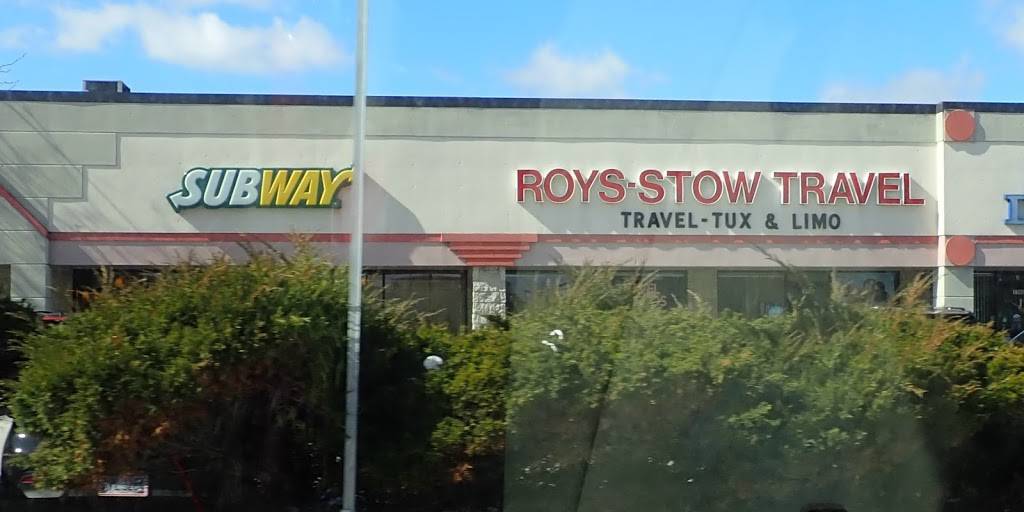 SUBWAY
ROYS-STOW TRAVEL
TRAVEL-TUX & LIMO